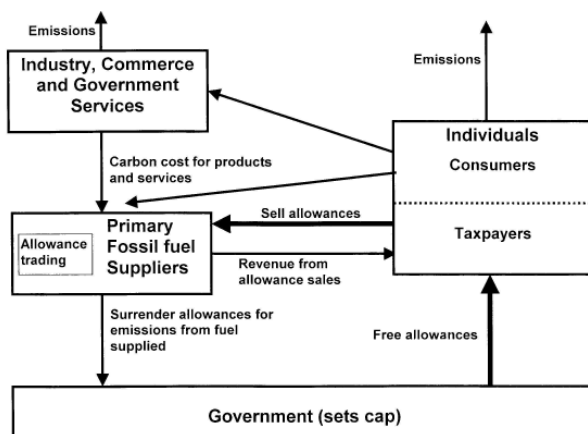 Emissions
Industry, Commerce
and Government
Services
Emissions
Individuals
Consumers
Carbon cost for products
and services
Sell allowances
Taxpayers
Primary
Fossil fuel
Suppliers
Allowance
trading
Revenue from
allowance sales
Surrender allowances for
emissions from fuel
supplied
Free allowances
Government (sets cap)